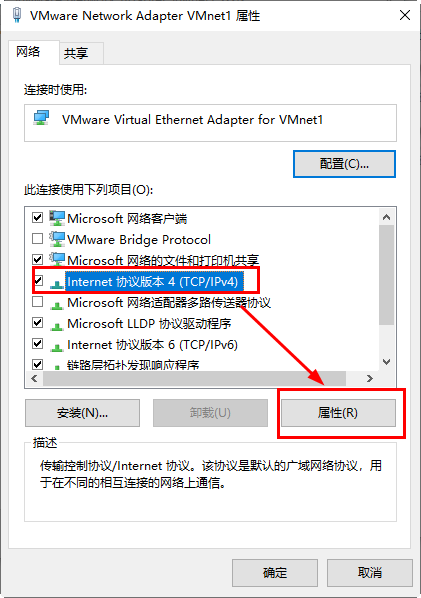 VMware Network Adapter VMnet1 属性
网络
共享
连接时使用:
VMware Virtual Ethernet Adapter for VMnet1
配置(C)...
此连接使用下列项目(O):
Microsoft 网络客户端
VMware Bridge Protocol
Microsoft 网络的文件和打印机共享
Internet 协议版本 4 (TCP/IPv4)
Microsoft 网络适配器多路传送器协议
Microsoft LLDP 协议驱动程序
Internet 协议版本 6 (TCP/IPv6)
链路层拓扑发现响应程序
安装(N)...
卸载(U)
属性(R)
描述
传输控制协议/Internet 协议。该协议是默认的广域网络协议，用
于在不同的相互连接的网络上通信。
确定
取消